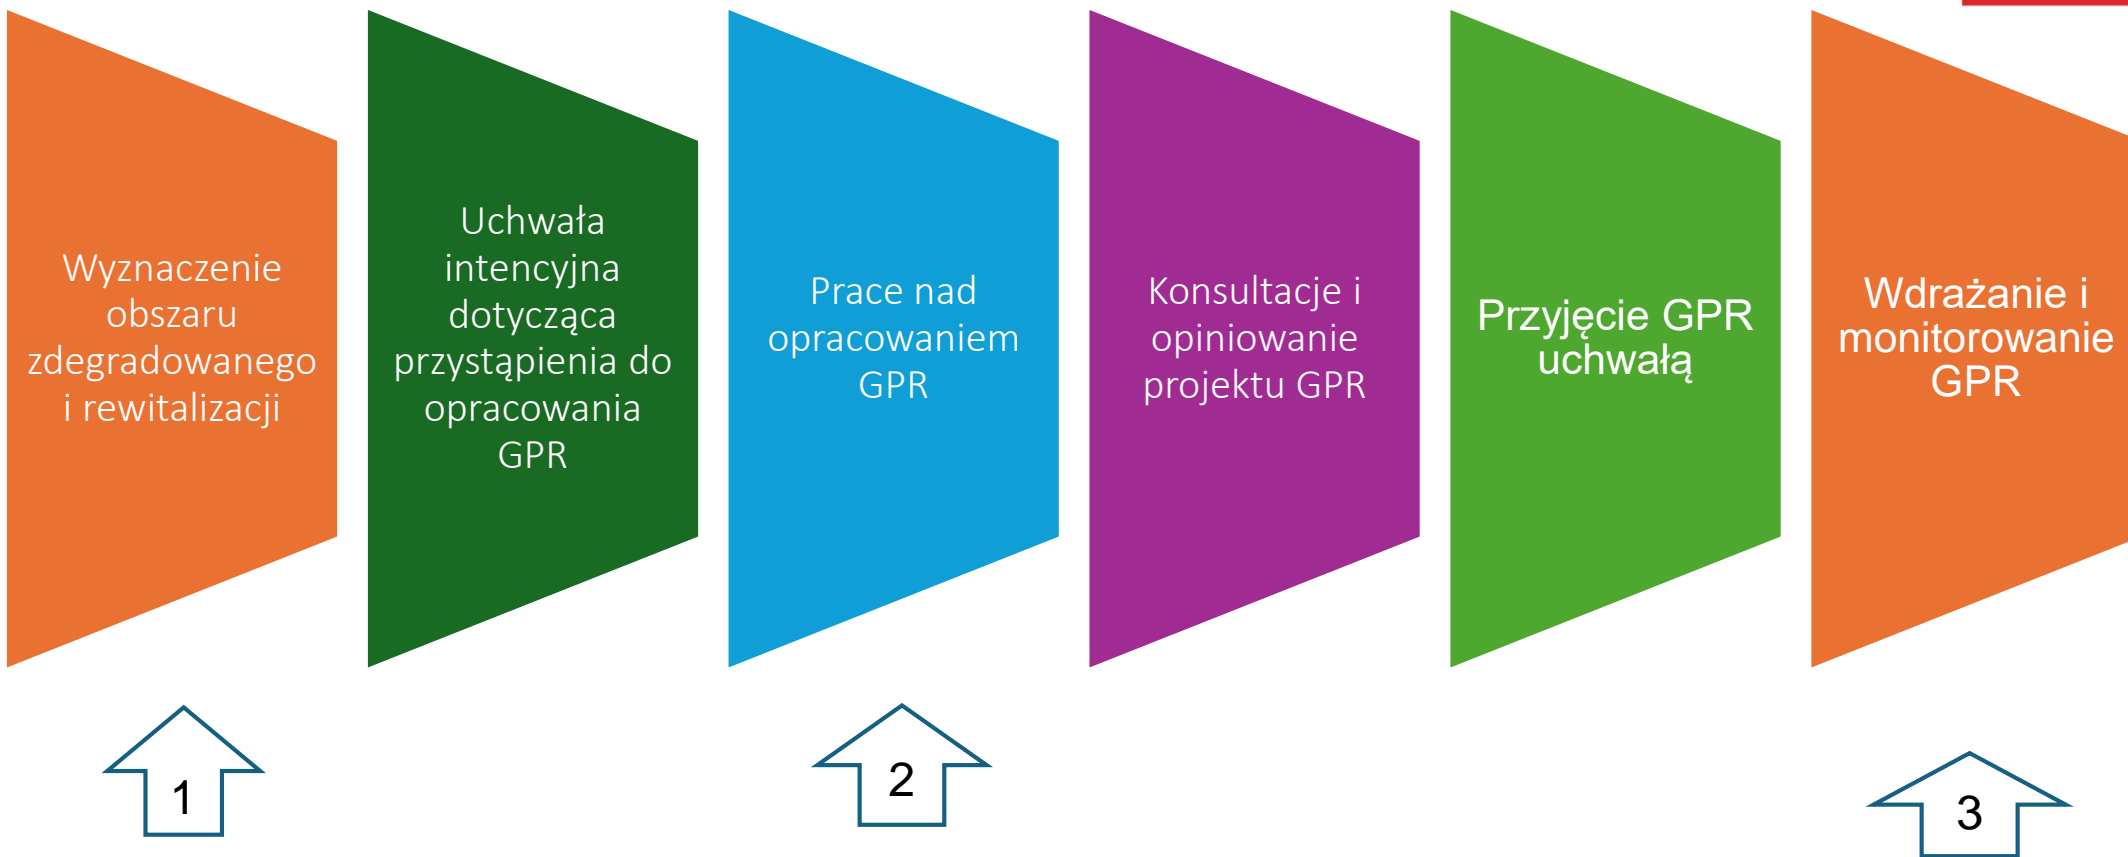 Wyznaczenie
obszaru
zdegradowanego
i rewitalizacji
Uchwała
intencyjna
dotycząca
przystąpienia do
opracowania
GPR
Prace nad
opracowaniem
GPR
Konsultacje i
opiniowanie
projektu GPR
Przyjęcie GPR
uchwałą
Wdrażanie i
monitorowanie
GPR
1
2
3